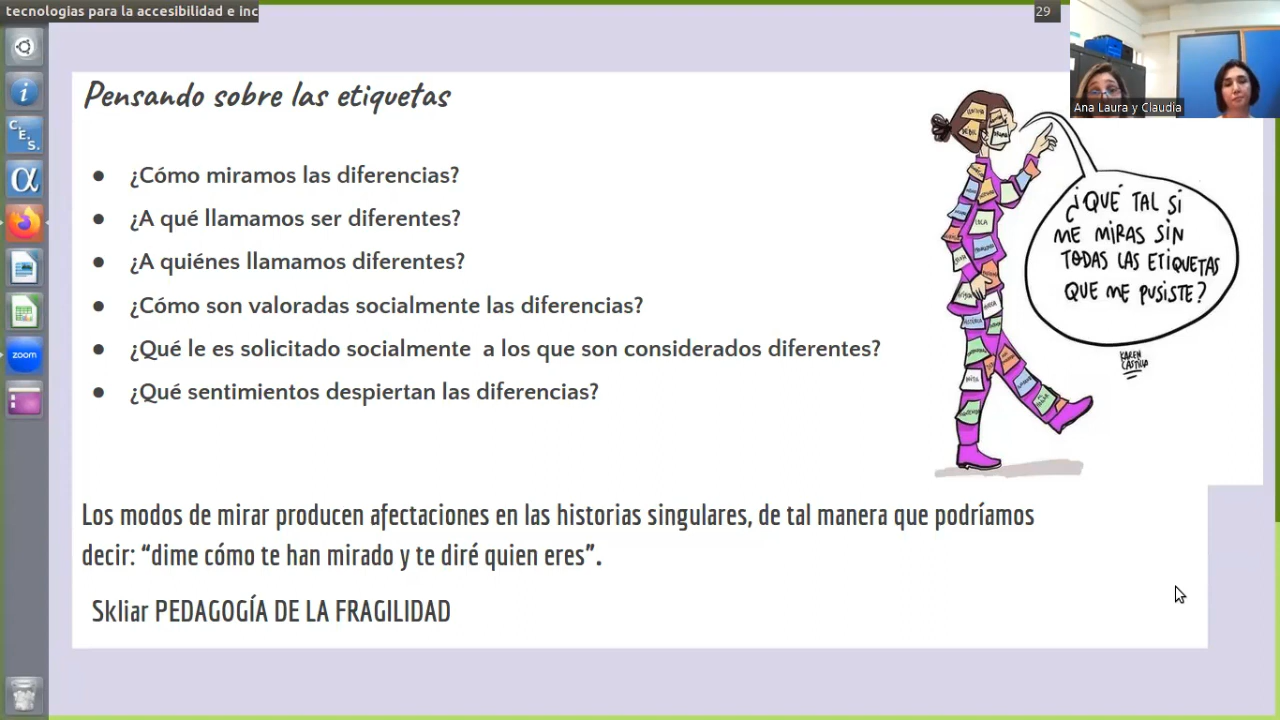 tecnologias para la accesibilidad e inc
29
Ana Laura y Claudia
Pensando sobre las etiquetas
¿Cómo miramos las diferencias?
¿A qué llamamos ser diferentes?
¿A quiénes llamamos diferentes?
¿Cómo son valoradas socialmente las diferencias?
¿Qué le es solicitado socialmente a los que son considerados diferentes?
¿Qué sentimientos despiertan las diferencias?
¿QUÉ TAL SI
ME MIRAS SIN
TODAS LAS ETIQUETAS
QUE ME PUSISTE?
KAREN
CASTILLO
Los modos de mirar producen afectaciones en las historias singulares, de tal manera que podríamos
decir: “dime cómo te han mirado y te diré quien eres”.
Skliar PEDAGOGÍA DE LA FRAGILIDAD
C
E
S.
zoom